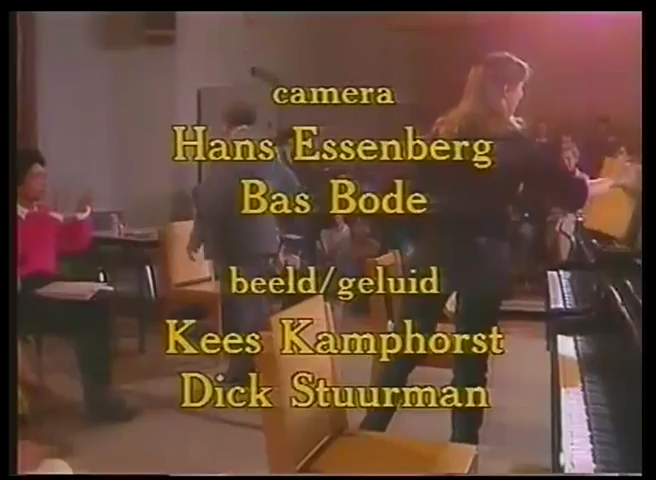 camera
Hans Essenberg
Bas Bode
beeld/geluid
Kees Kamphorst
Dick Stuurman